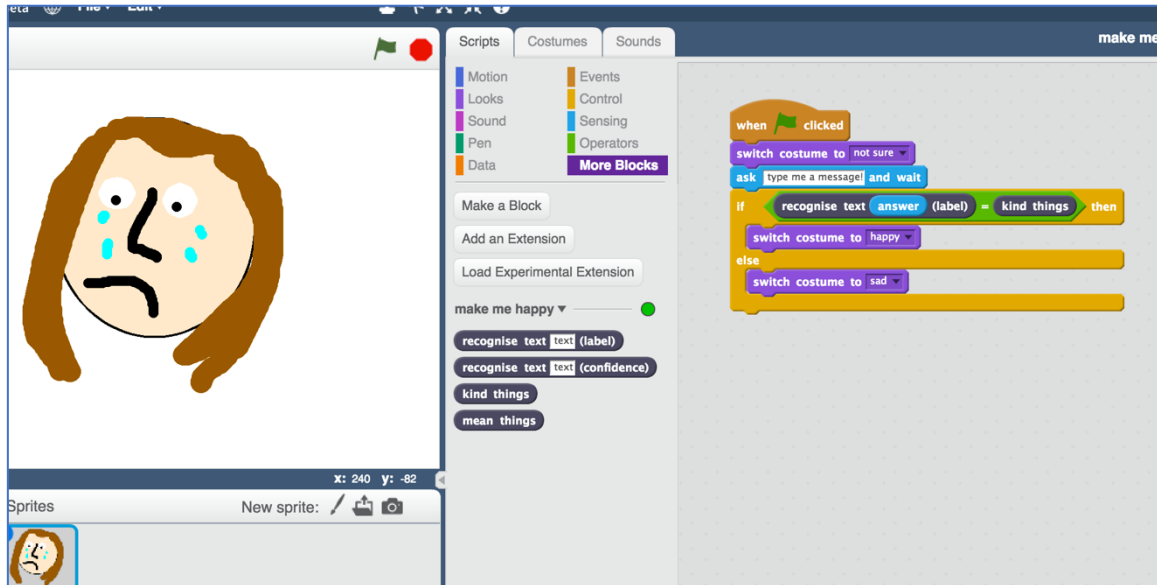 File Edit
Scripts Costumes Sounds
make me
Motion Events
Looks Control
Sound Sensing
Pen Operators
Data More Blocks
Make a Block
Add an Extension
Load Experimental Extension
make me happy
recognise text text (label)
recognise text text (confidence)
kind things
mean things
when clicked
switch costume to not sure
ask type me a message! and wait
if recognise text answer (label) = kind things then
switch costume to happy
else
switch costume to sad
x: 240 y: -82
Sprites New sprite: